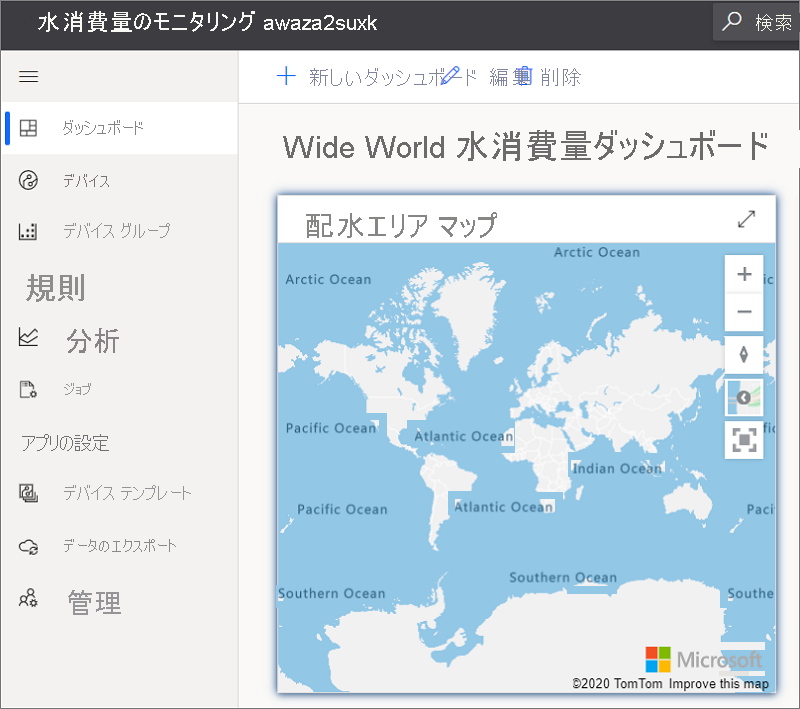 水消費量のモニタリング awaza2suxk
検索
新しいダッシュボード 編集 削除
ダッシュボード
デバイス
デバイス グループ
規則
分析
ジョブ
アプリの設定
デバイス テンプレート
データのエクスポート
管理
Wide World 水消費量ダッシュボード
配水エリア マップ
Arctic Ocean
Arctic Ocean
ic
Pacific Ocean
Atlantic Ocean
Indian Ocean
Pacific Ocean
Atlantic Ocean
Paci
Southern Ocean
Southern Ocean
Southe
Microsoft
©2020 TomTom Improve this map